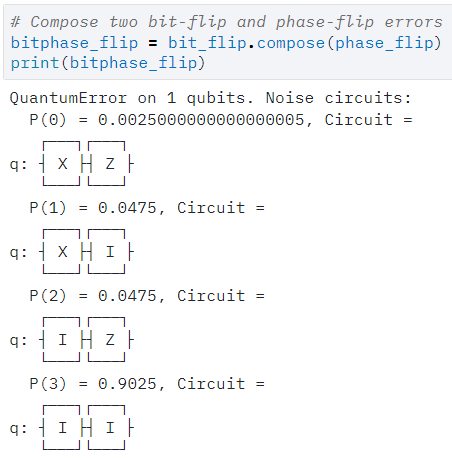 # Compose two bit-flip and phase-flip errors
bitphase_flip = bit_flip.compose(phase_flip)
print(bitphase_flip)
QuantumError on 1 qubits. Noise circuits:
P(0) = 0.0025000000000000005, Circuit =
q: ┤ X ├┤ Z ├
P(1) = 0.0475, Circuit =
q: ┤ X ├┤ I ├
P(2) = 0.0475, Circuit =
q: ┤ I ├┤ Z ├
P(3) = 0.9025, Circuit =
q: ┤ I ├┤ I ├